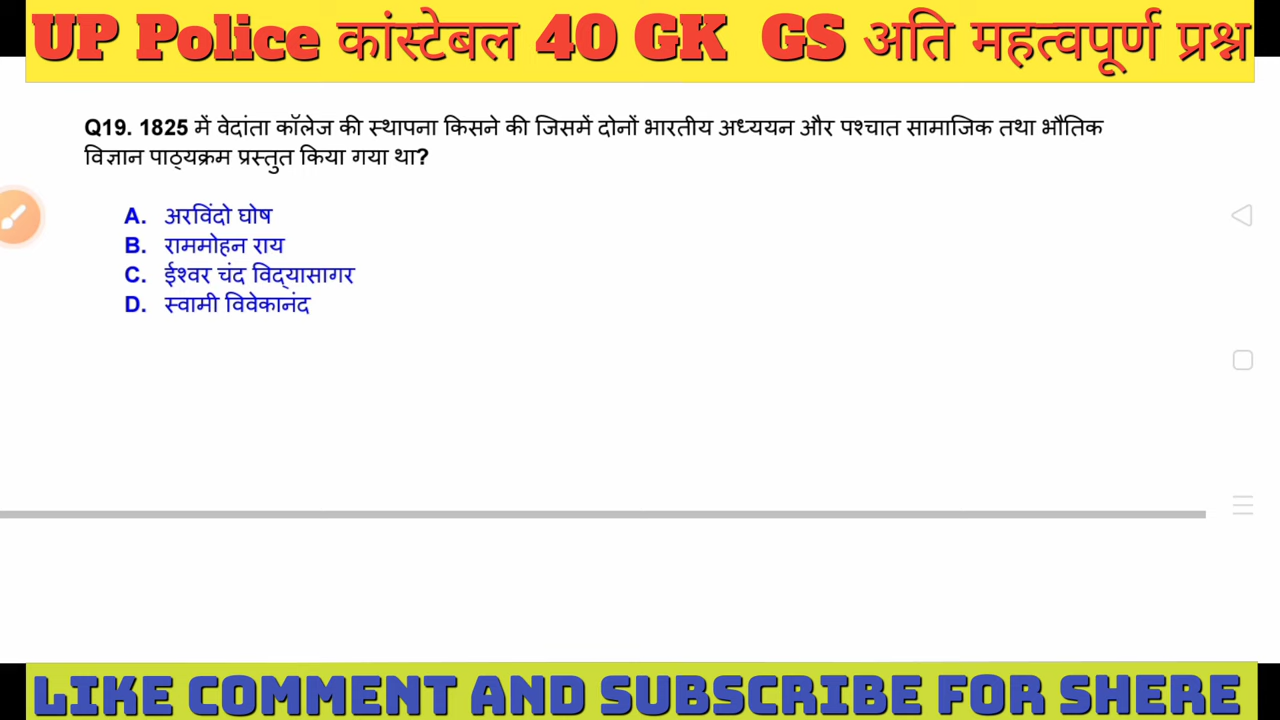 UP Police कांस्टेबल 40 GK GS अति महत्वपूर्ण प्रश्न
Q19. 1825 में वेदांता कॉलेज की स्थापना किसने की जिसमें दोनों भारतीय अध्ययन और पश्चात सामाजिक तथा भौतिक
विज्ञान पाठ्यक्रम प्रस्तुत किया गया था?
A. अरविंदो घोष
B. राममोहन राय
C. ईश्वर चंद विद्यासागर
D. स्वामी विवेकानंद
LIKE COMMENT AND SUBSCRIBE FOR SHERE